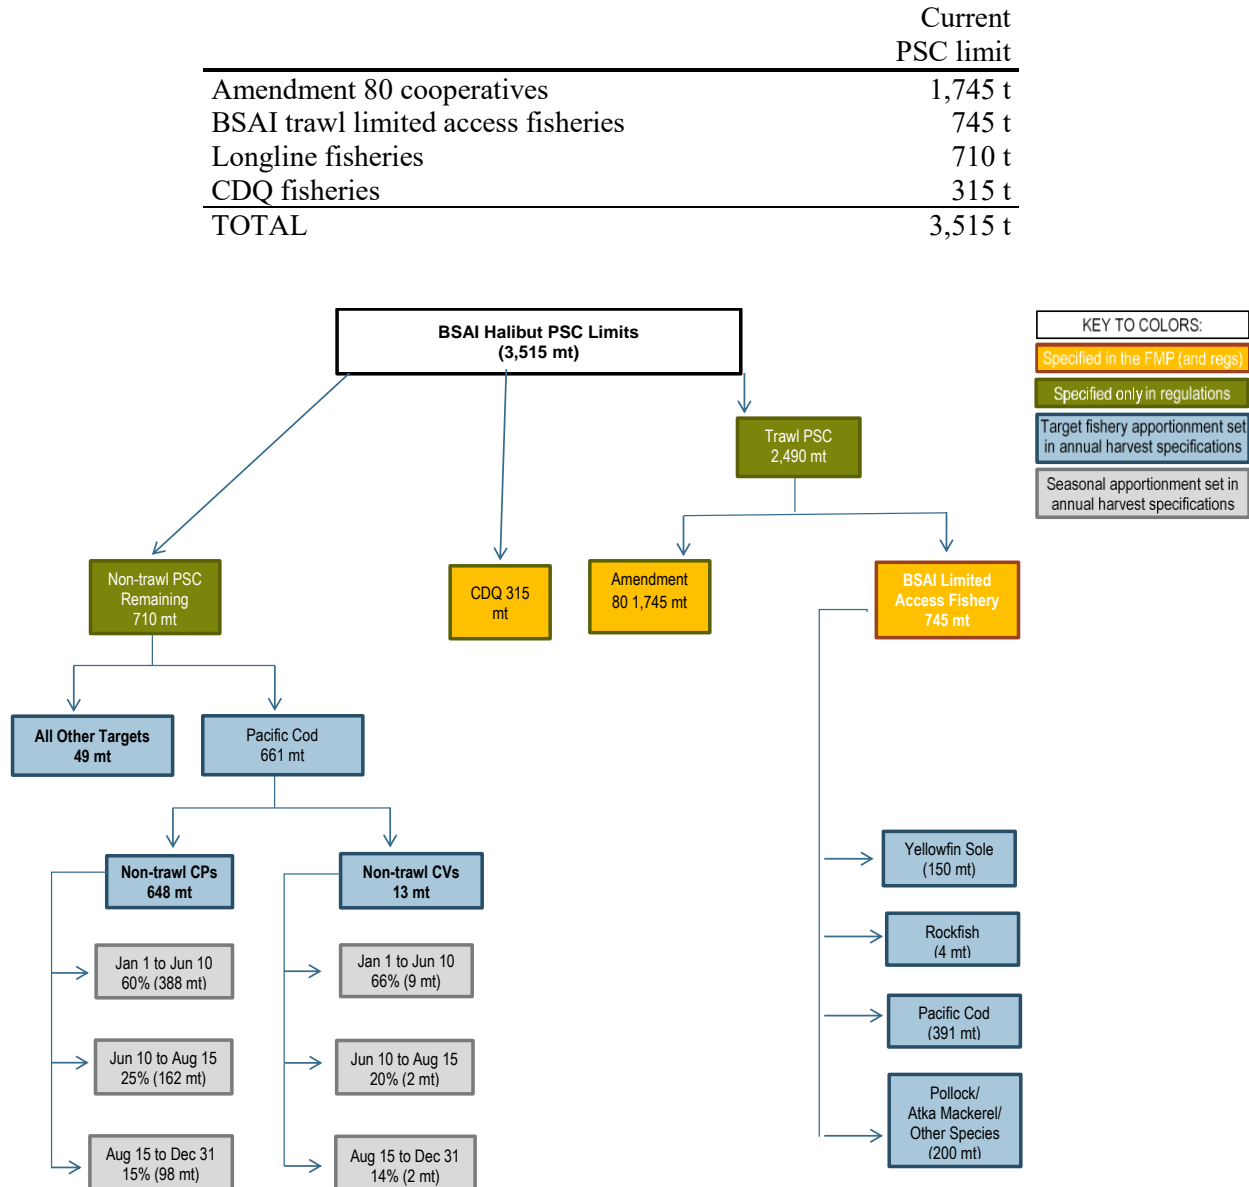 Current
PSC limit
Amendment 80 cooperatives 1,745 t
BSAI trawl limited access fisheries 745 t
Longline fisheries 710 t
CDQ fisheries 315 t
TOTAL 3,515 t
BSAI Halibut PSC Limits
(3,515 mt)
KEY TO COLORS:
Specified in the FMP (and regs)
Specified only in regulations
Target fishery apportionment set
in annual harvest specifications
Seasonal apportionment set in
annual harvest specifications
Trawl PSC
2,490 mt
Non-trawl PSC
Remaining
710 mt
CDQ 315
mt
Amendment
80 1,745 mt
BSAI Limited
Access Fishery
745 mt
All Other Targets
49 mt
Pacific Cod
661 mt
Non-trawl CPs
648 mt
Non-trawl CVs
13 mt
Jan 1 to Jun 10
60% (388 mt)
Jun 10 to Aug 15
25% (162 mt)
Aug 15 to Dec 31
15% (98 mt)
Jan 1 to Jun 10
66% (9 mt)
Jun 10 to Aug 15
20% (2 mt)
Aug 15 to Dec 31
14% (2 mt)
Yellowfin Sole
(150 mt)
Rockfish
(4 mt)
Pacific Cod
(391 mt)
Pollock/
Atka Mackerel/
Other Species
(200 mt)